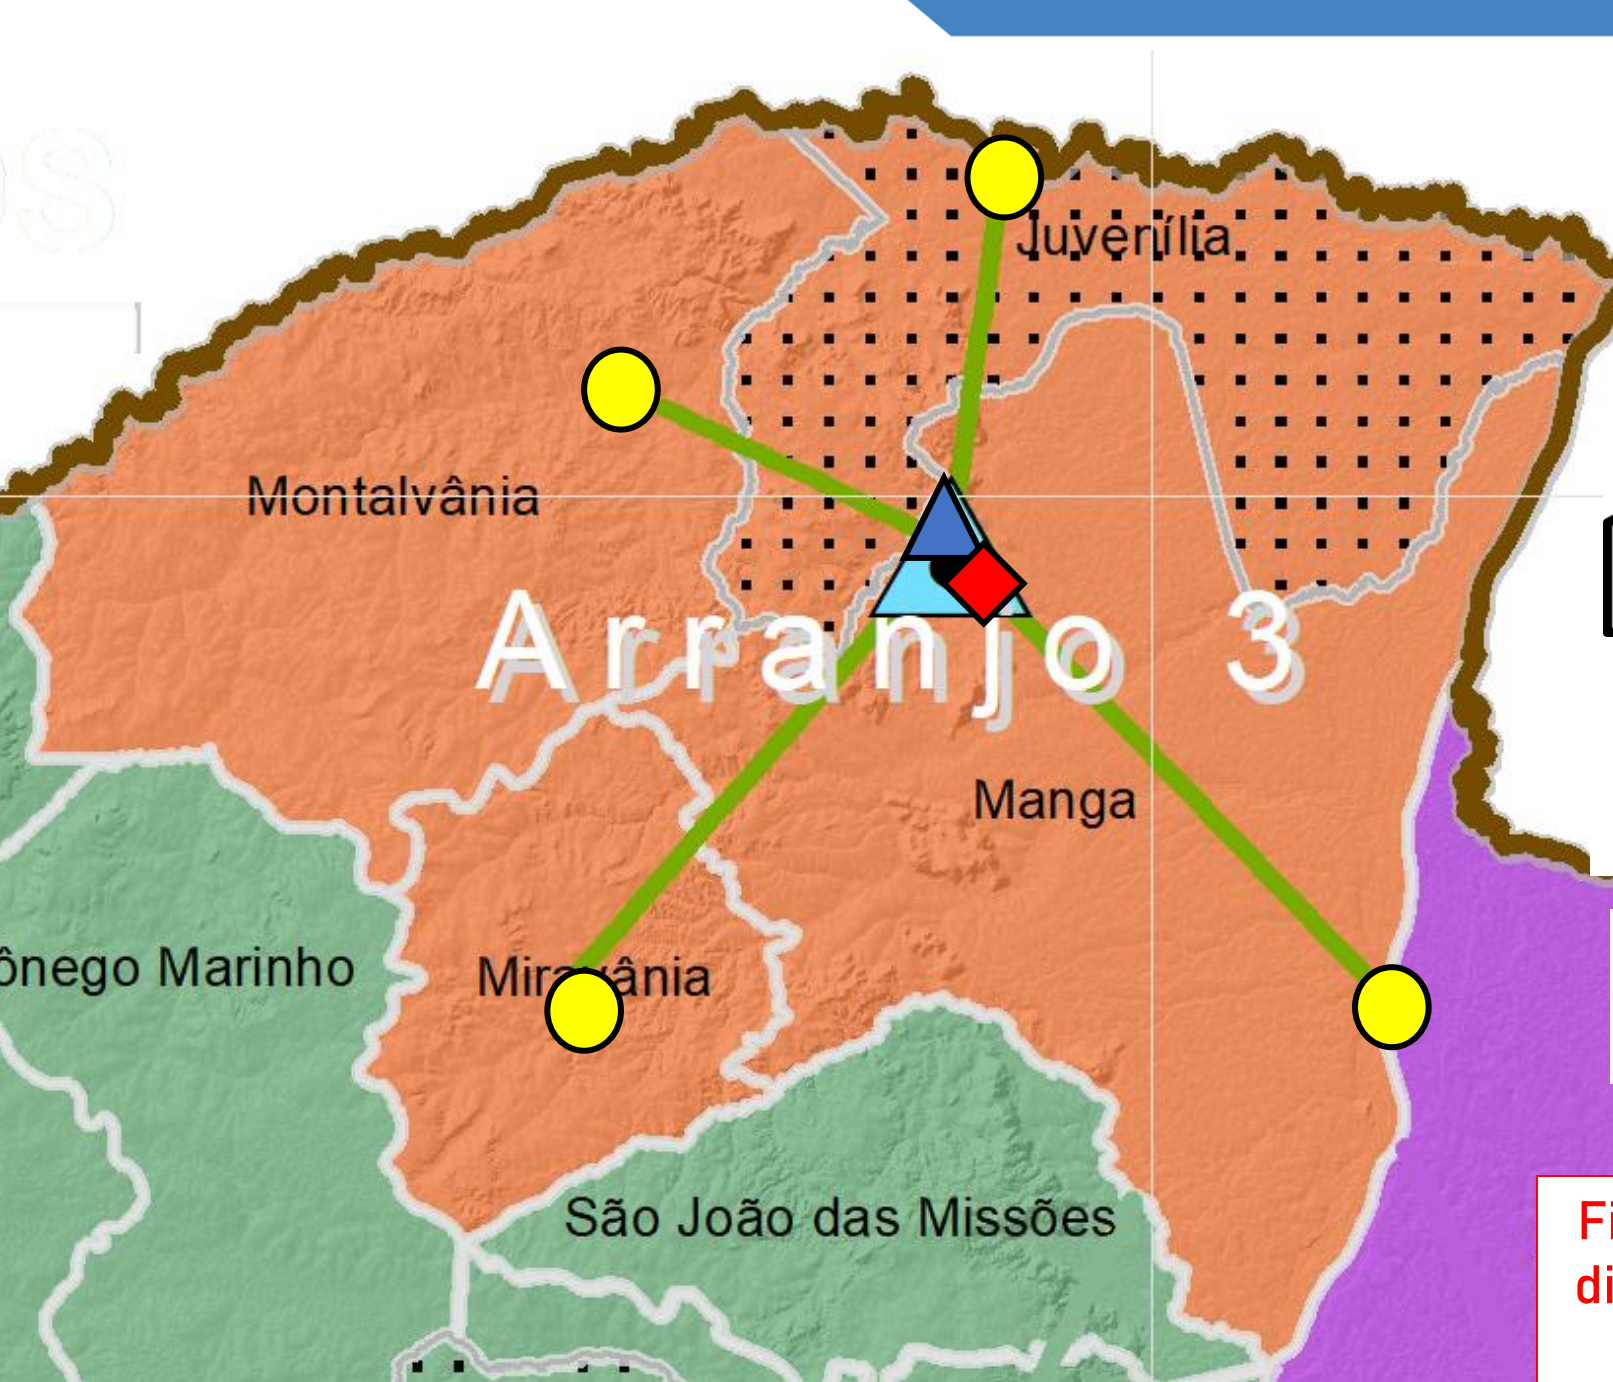 Juvenília
Montalvânia
Arranjo 3
Manga
ônego Marinho
Miravânia
São João das Missões
Fi
di